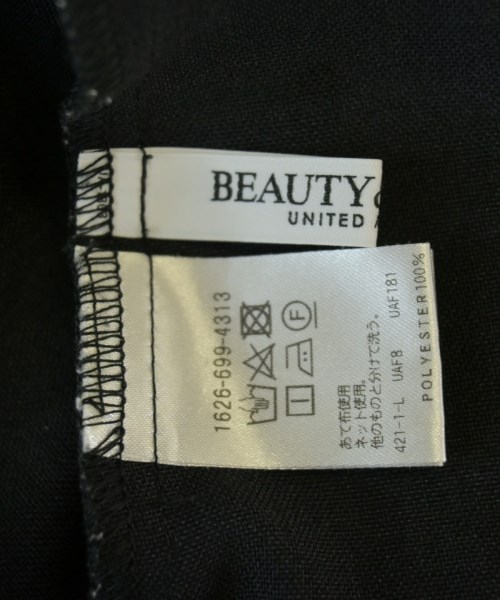 BEAUTY
UNITED
1626-699-4313
F
あて布使用
ネット使用。
他のものと分けて洗う。
421-1-L UAF8 UAF181
POLYESTER100%